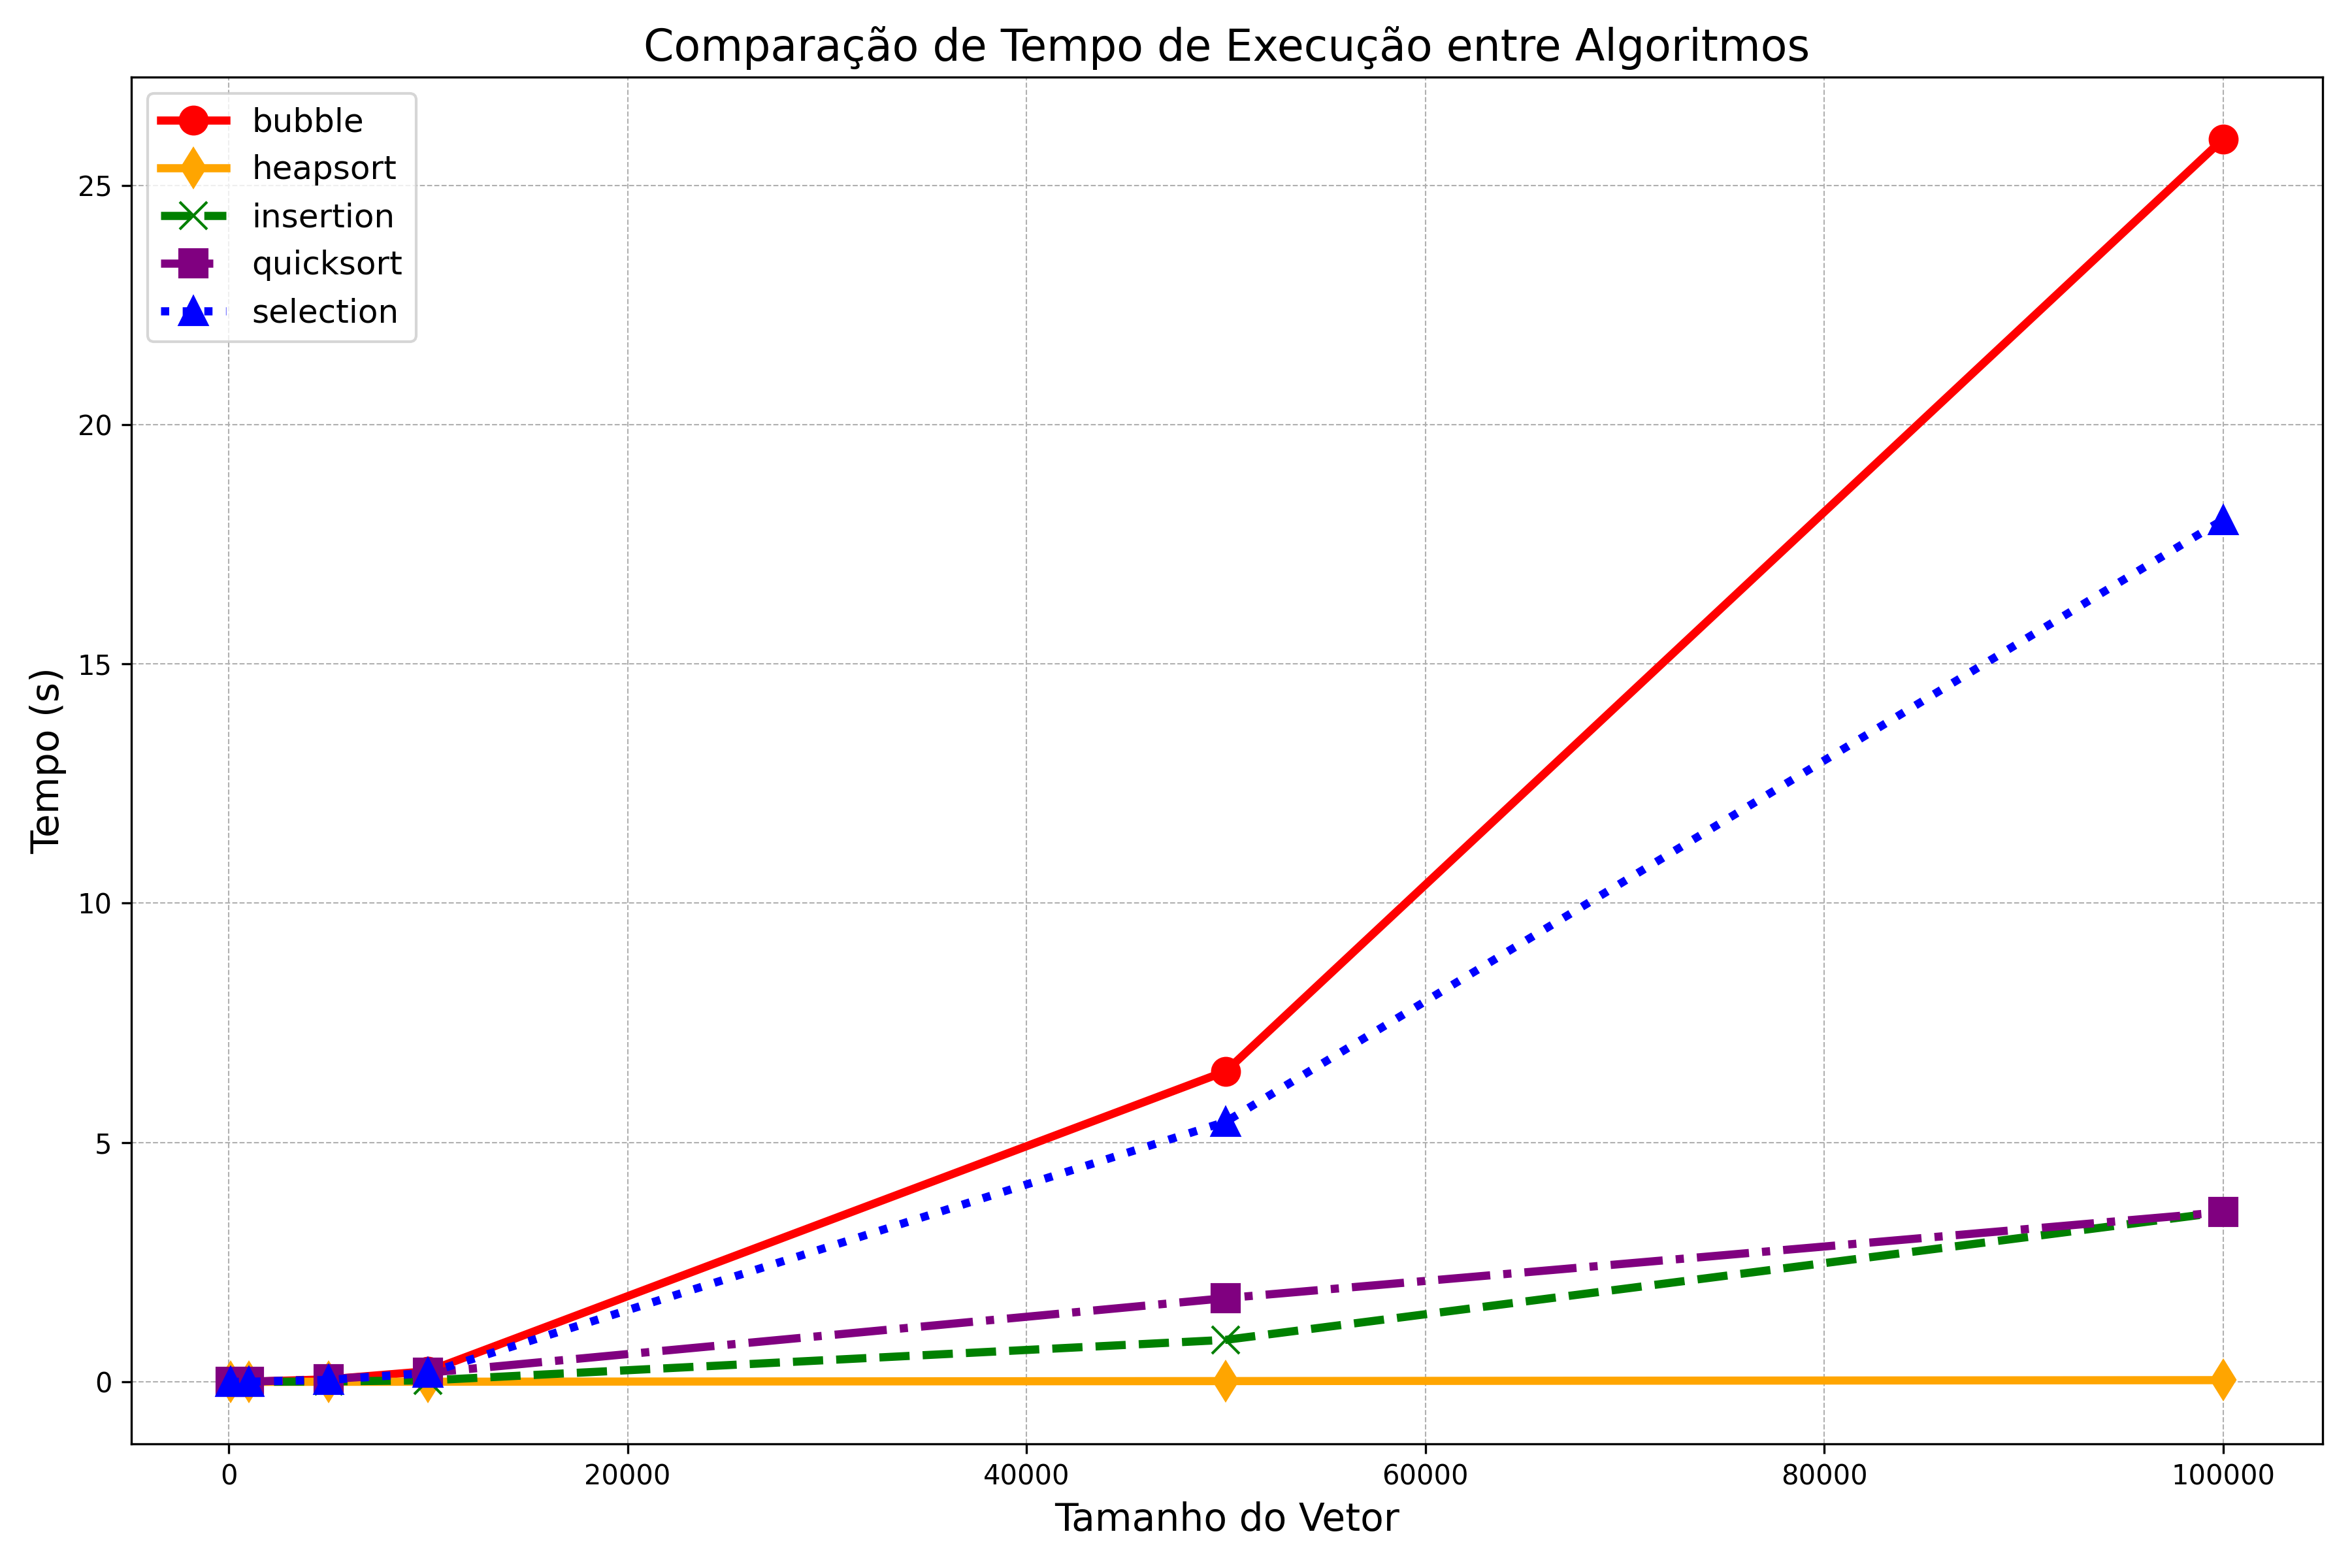 Comparação de Tempo de Execução entre Algoritmos
bubble
heapsort
insertion
quicksort
selection
Tempo (s)
25
20
15
10
5
0
0 20000 40000 60000 80000 100000
Tamanho do Vetor